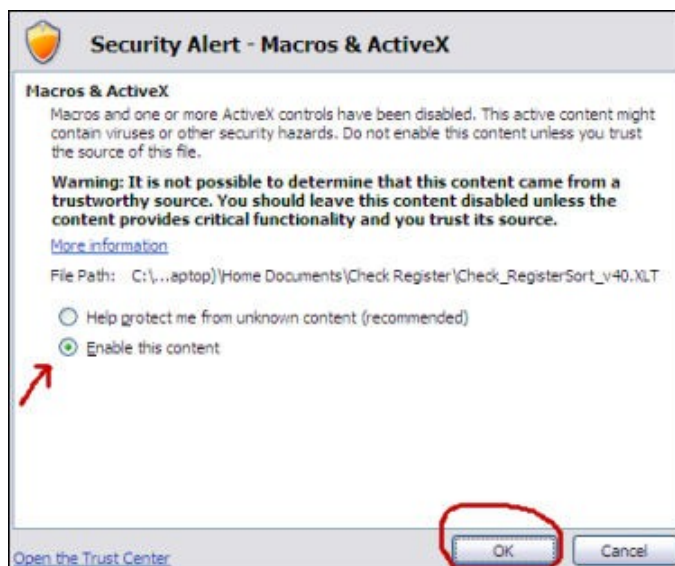 Security Alert - Macros & ActiveX
Macros & ActiveX
Macros and one or more ActiveX controls have been disabled. This active content might
contain viruses or other security hazards. Do not enable this content unless you trust
the source of this file.
Warning: It is not possible to determine that this content came from a
trustworthy source. You should leave this content disabled unless the
content provides critical functionality and you trust its source.
More information
File Path: C:\...aptop)\Home Documents\Check Register\Check_RegisterSort_v40.XLT
Help protect me from unknown content (recommended)
Enable this content
Open the Trust Center
OK
Cancel